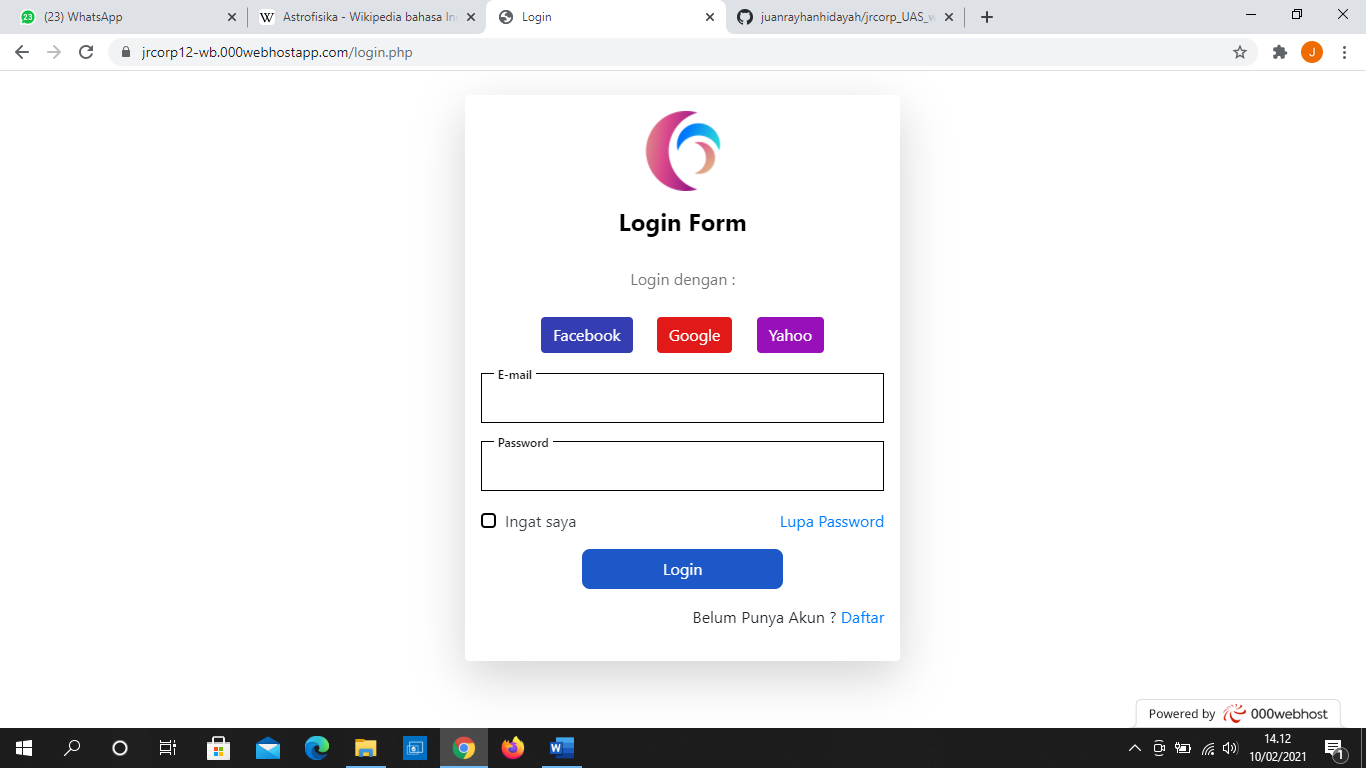 (23) WhatsApp
Astrofisika - Wikipedia bahasa In
Login
juanrayhanhidayah/jrcorp_UAS_w
jrcorp12-wb.000webhostapp.com/login.php
J
Login Form
Login dengan :
Facebook Google Yahoo
E-mail
Password
Ingat saya Lupa Password
Login
Belum Punya Akun ? Daftar
Powered by 000webhost
14.12
10/02/2021
1